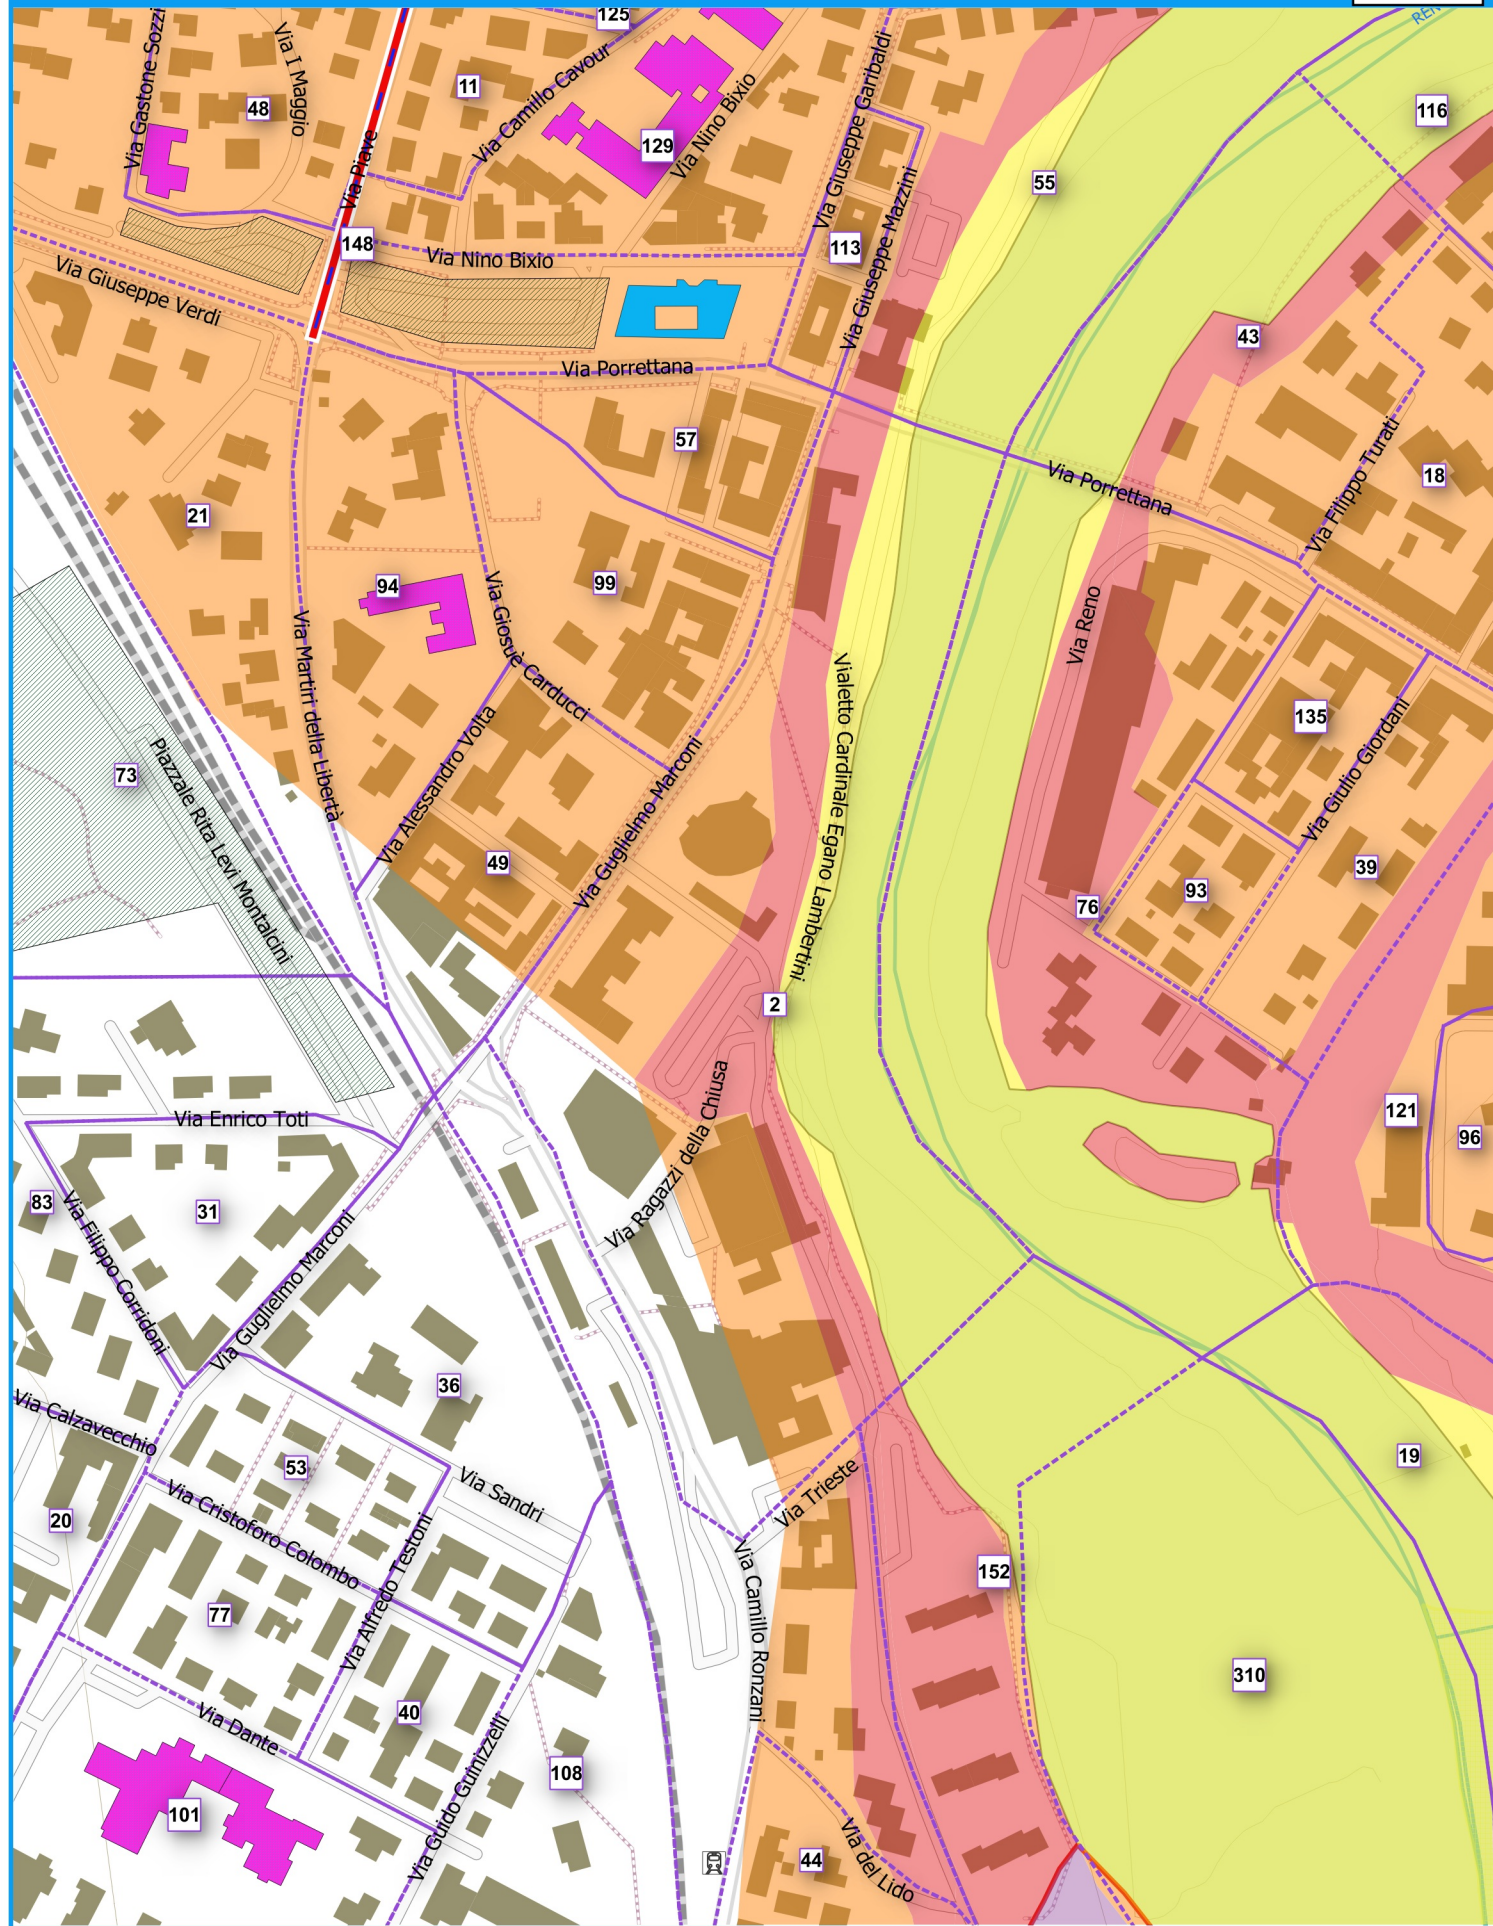 125
REN
Via Gastone Sozzi
Via I Maggio
48
11
Via Camillo Cavour
129
Via Nino Bixio
Via Giuseppe Garibaldi
116
55
Via Piave
148
Via Nino Bixio
113
Via Giuseppe Mazzini
Via Giuseppe Verdi
43
Via Porrettana
57
Via Porrettana
Via Filippo Turati
18
21
94
99
Via Giosuè Carducci
Via Martiri della Libertà
Via Reno
Vialetto Cardinale Egano Lambertini
135
Via Giulio Giordani
73
Piazzale Rita Levi Montalcini
Via Alessandro Volta
Via Guglielmo Marconi
49
39
93
76
2
Via Ragazzi della Chiusa
Via Enrico Toti
121
96
83
31
Via Filippo Corridoni
Via Guglielmo Marconi
36
Via Calzavecchio
53
19
Via Sandri
Via Trieste
20
Via Cristoforo Colombo
Via Alfredo Testoni
77
152
Via Camillo Ronzani
310
40
Via Dante
Via Guido Guinizzelli
108
101
44
Via del Lido